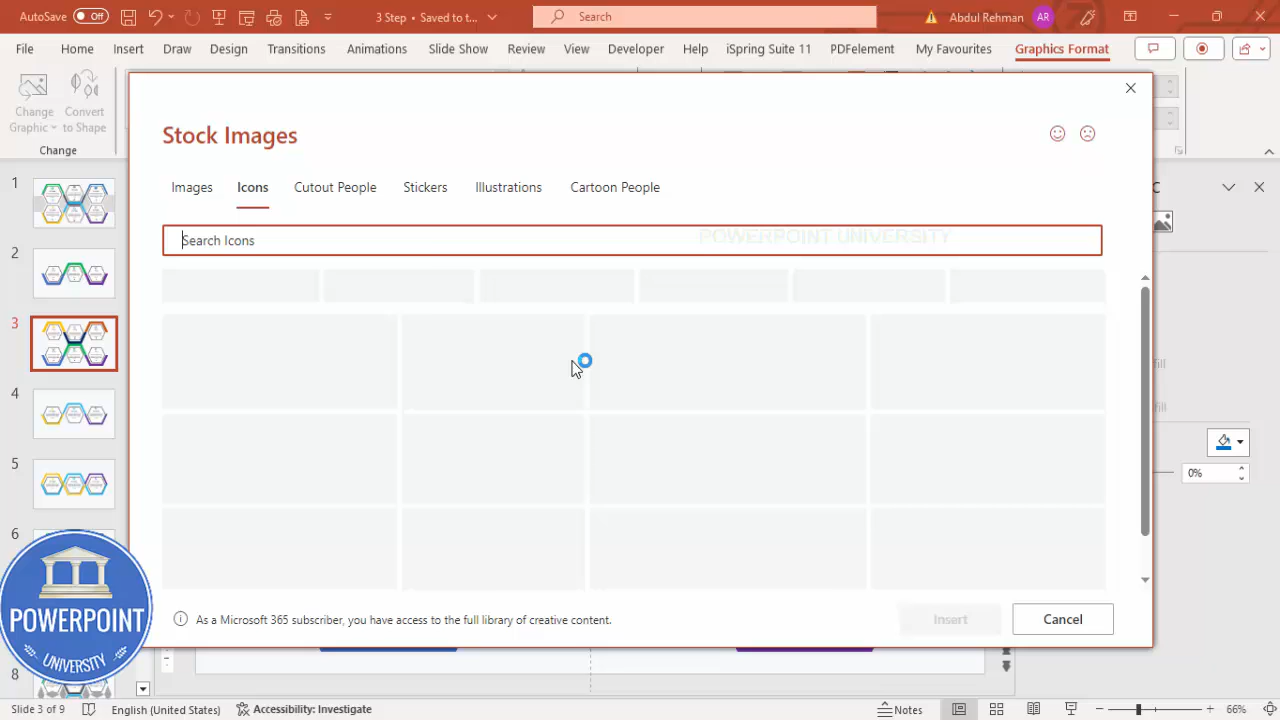 AutoSave Off 3 Step • Saved to t... Search Abdul Rehman AR
File Home Insert Draw Design Transitions Animations Slide Show Review View Developer Help iSpring Suite 11 PDFelement My Favourites Graphics Format
Change Graphic
Convert to Shape
Change
Stock Images
Images Icons Cutout People Stickers Illustrations Cartoon People
Search Icons
POWERPOINT UNIVERSITY
1
2
3
4
5
6
8
fill
fill
0%
As a Microsoft 365 subscriber, you have access to the full library of creative content.
Insert Cancel
POWERPOINT
UNIVERSITY
Slide 3 of 9 English (United States) Accessibility: Investigate Notes 66%